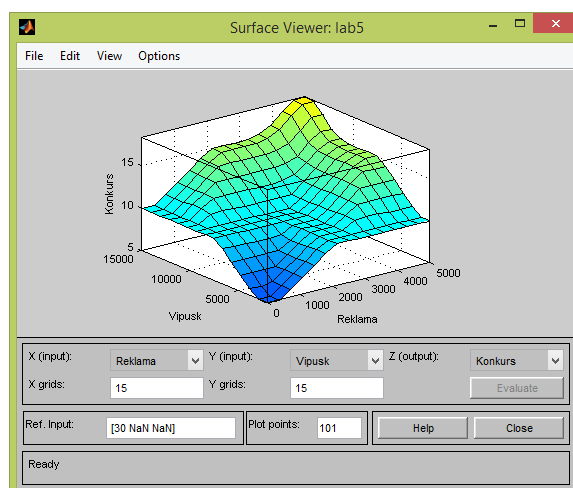 Surface Viewer: lab5
File Edit View Options
Konkurs
15
10
5
15000
10000
5000
0
1000
2000
3000
4000
5000
Vipusk
Reklama
X (input): Reklama Y (input): Vipusk Z (output): Konkurs
X grids: 15 Y grids: 15 Evaluate
Ref. Input: [30 NaN NaN] Plot points: 101 Help Close
Ready